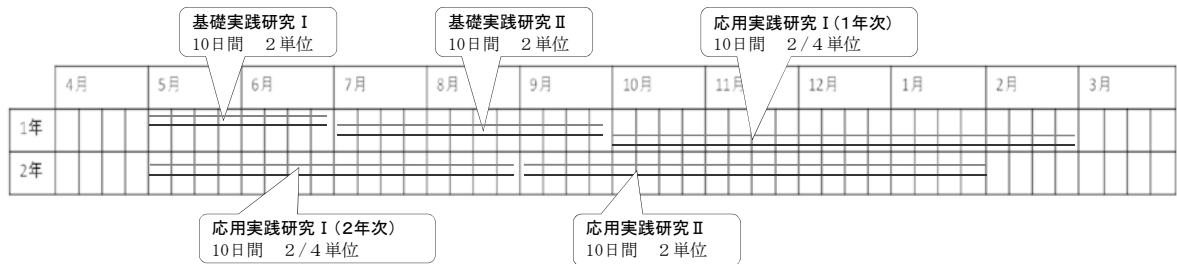 基礎実践研究Ⅰ
10日間 2単位
基礎実践研究Ⅱ
10日間 2単位
応用実践研究Ⅰ(1年次)
10日間 2/4単位
4月 5月 6月 7月 8月 9月 10月 11月 12月 1月 2月 3月
1年
2年
応用実践研究Ⅰ(2年次)
10日間 2/4単位
応用実践研究Ⅱ
10日間 2単位